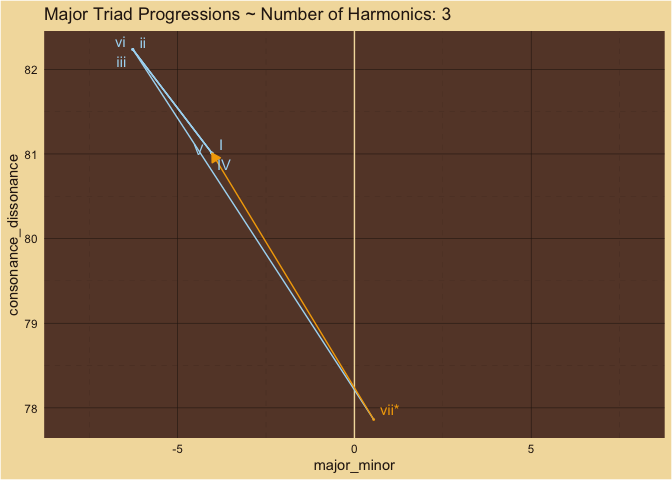 Major Triad Progressions ~ Number of Harmonics: 3
consonance_dissonance
82
81
80
79
78
vi ii
iii
I
V
IV
vii*
-5 0 5
major_minor